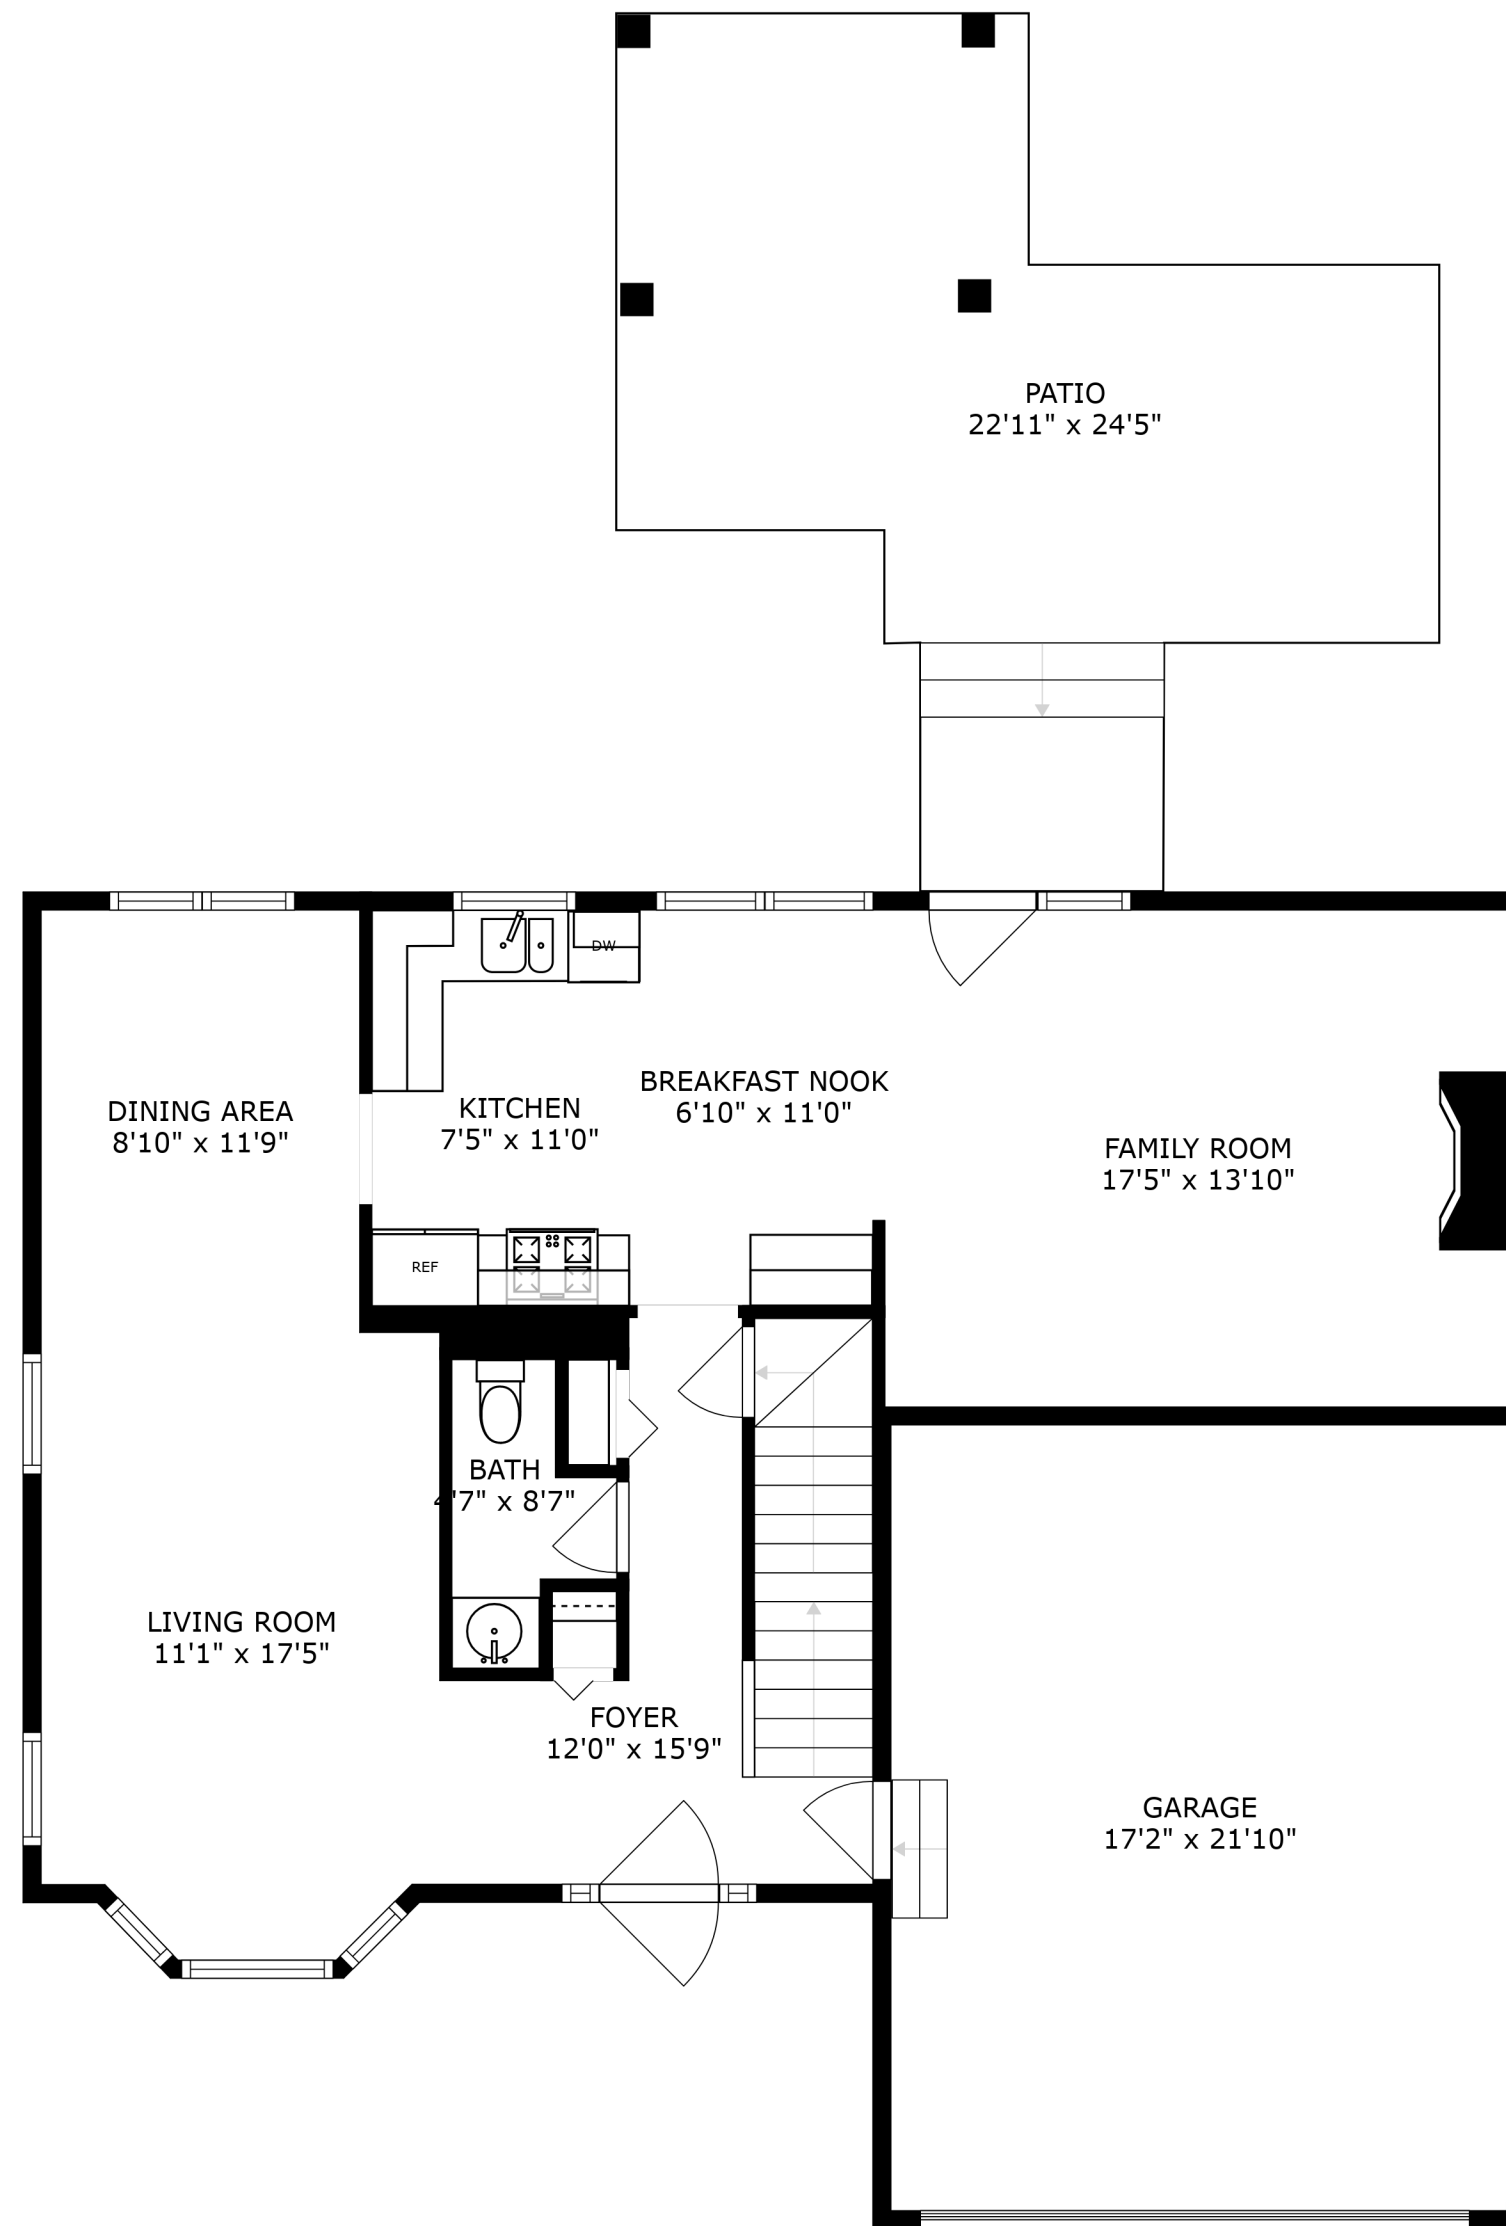 PATIO
22'11" x 24'5"
DW
BREAKFAST NOOK
6'10" x 11'0"
KITCHEN
7'5" x 11'0"
DINING AREA
8'10" x 11'9"
FAMILY ROOM
17'5" x 13'10"
REF
BATH
4'7" x 8'7"
LIVING ROOM
11'1" x 17'5"
FOYER
12'0" x 15'9"
GARAGE
17'2" x 21'10"